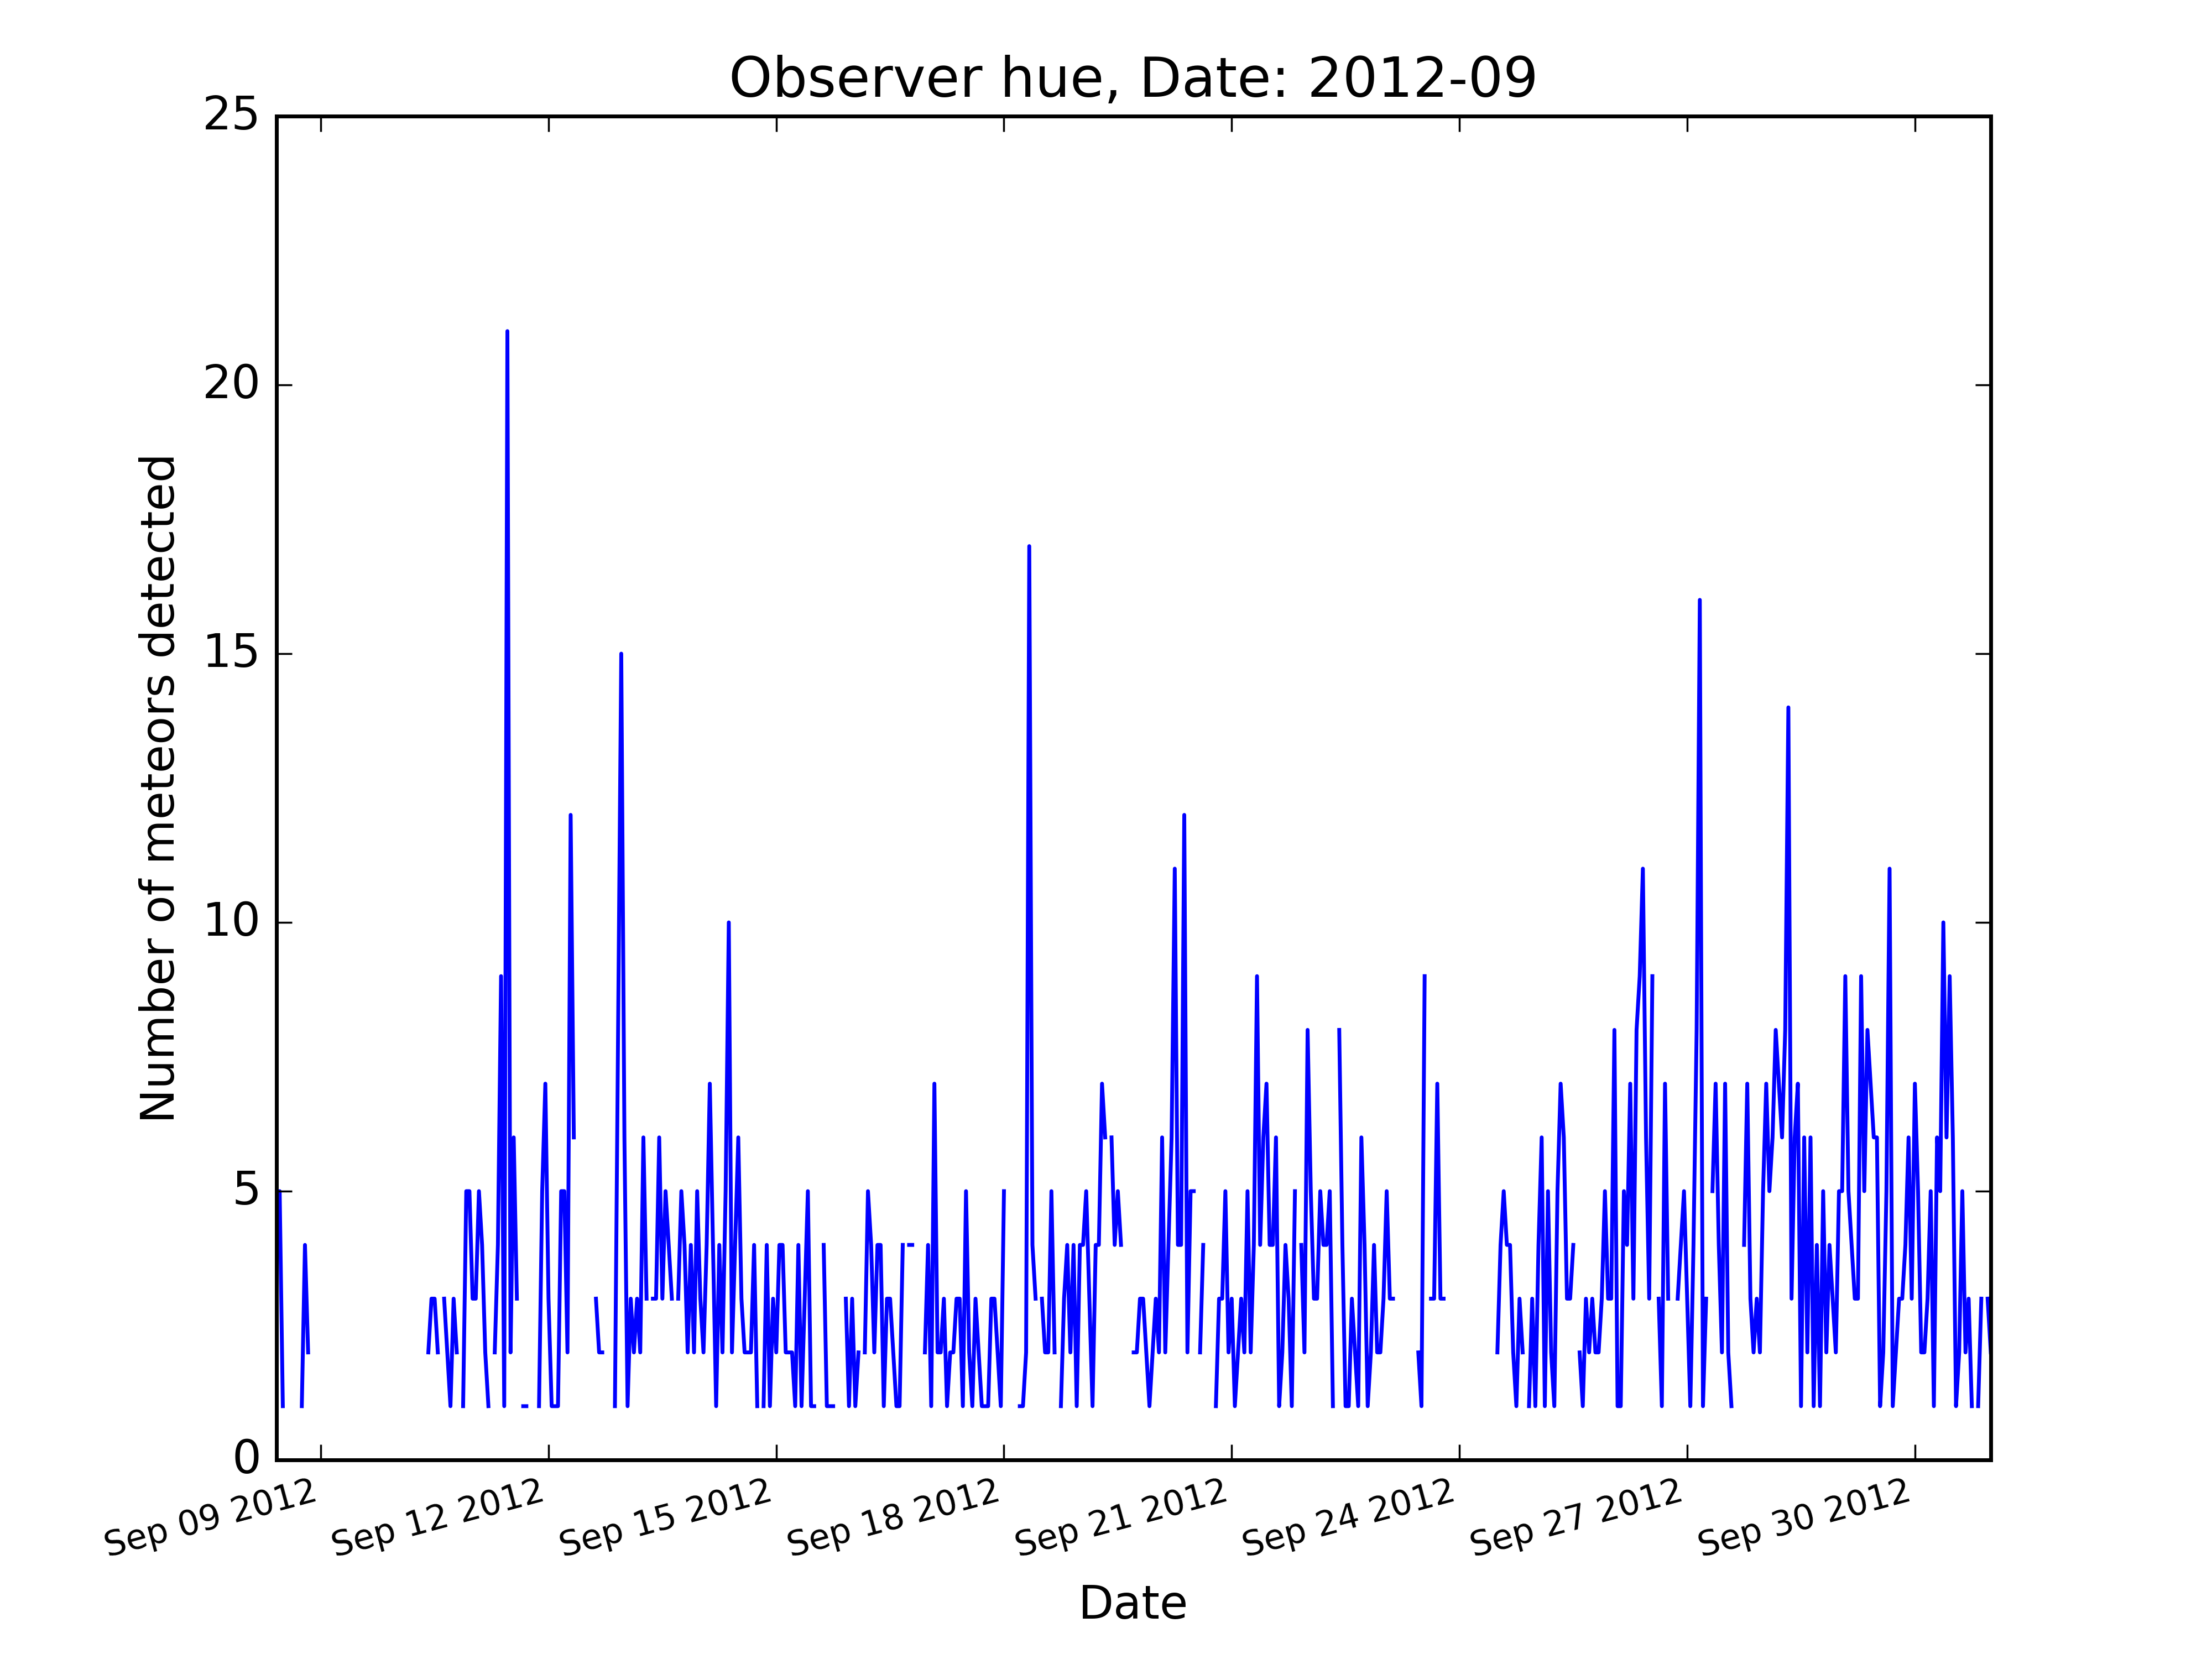 Observer hue, Date: 2012-09
25
20
15
10
5
0
Number of meteors detected
Sep 09 2012
Sep 12 2012
Sep 15 2012
Sep 18 2012
Sep 21 2012
Sep 24 2012
Sep 27 2012
Sep 30 2012
Date